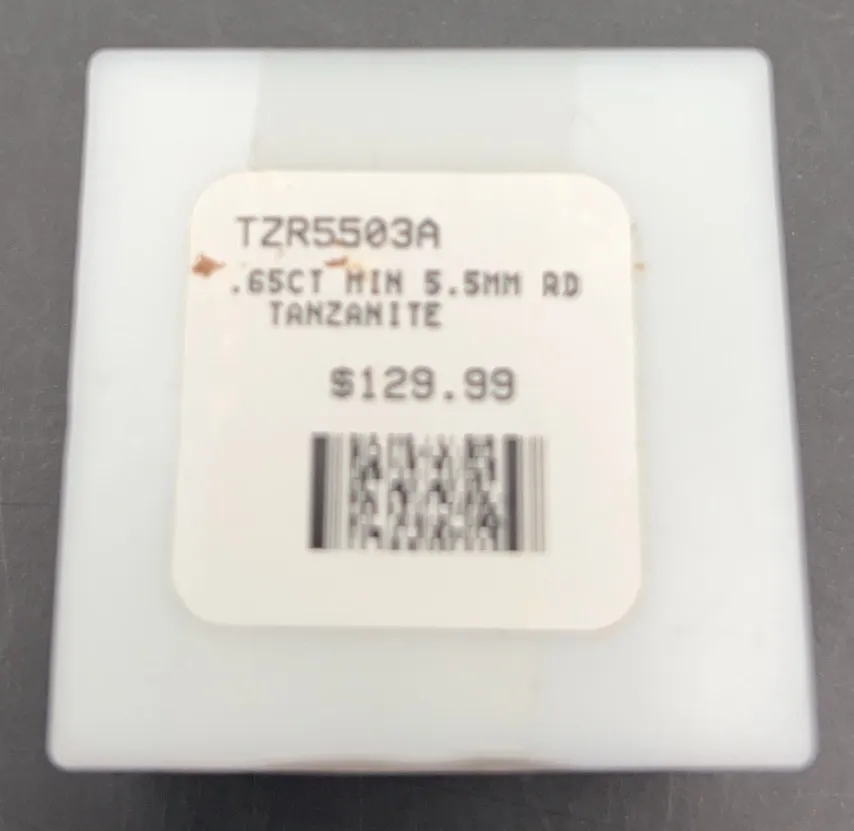 TZR5503A
.65CT MIN 5.5MM RD
TANZANITE
$129.99